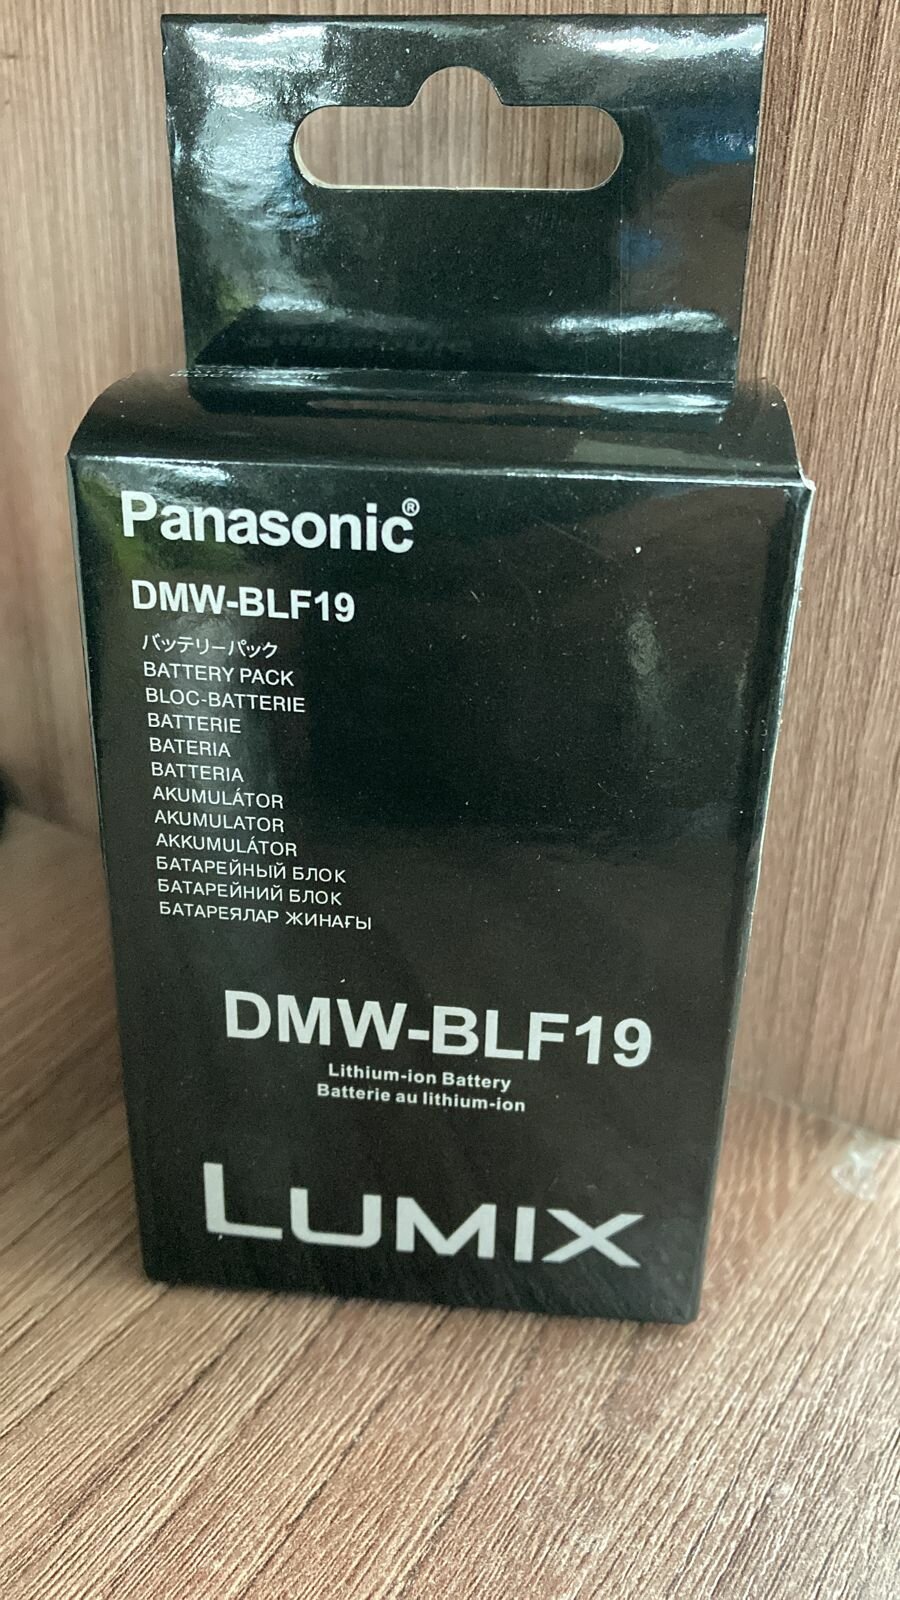 Panasonic®
DMW-BLF19
バッテリーパック
BATTERY PACK
BLOC-BATTERIE
BATTERIE
BATERIA
BATTERIA
AKUMULÁTOR
AKUMULATOR
AKKUMULÁTOR
БАТАРЕЙНЫЙ БЛОК
БАТАРЕЙНИЙ БЛОК
БАТАРЕЯЛАР ЖИНАҒЫ
DMW-BLF19
Lithium-ion Battery
Batterie au lithium-ion
LUMIX